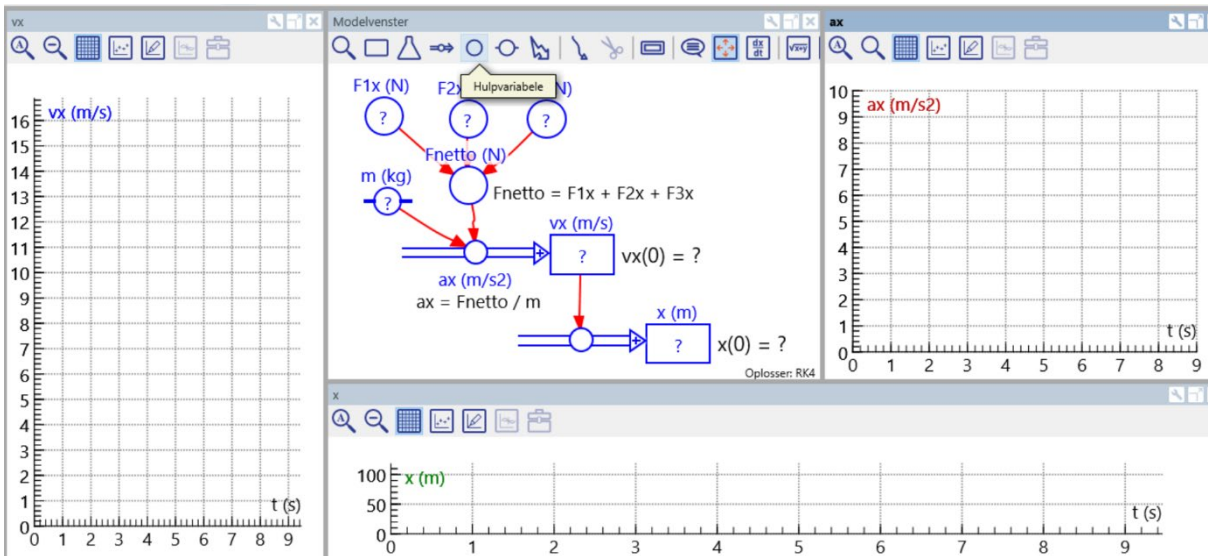 vx
vx (m/s)
16
15
14
13
12
11
10
9
8
7
6
5
4
3
2
1
0
t (s)
0 1 2 3 4 5 6 7 8 9
Modelvenster
dx
dt
√x+y
Hulpvariabele
F1x (N)
F2
N)
?
?
?
Fnetto (N)
Fnetto = F1x + F2x + F3x
m (kg)
?
vx (m/s)
?
vx(0) = ?
ax (m/s2)
ax = Fnetto / m
x (m)
?
x(0) = ?
Oplosser: RK4
ax
ax (m/s2)
10
9
8
7
6
5
4
3
2
1
0
t (s)
0 1 2 3 4 5 6 7 8 9
x
x (m)
100
50
0
t (s)
0 1 2 3 4 5 6 7 8 9